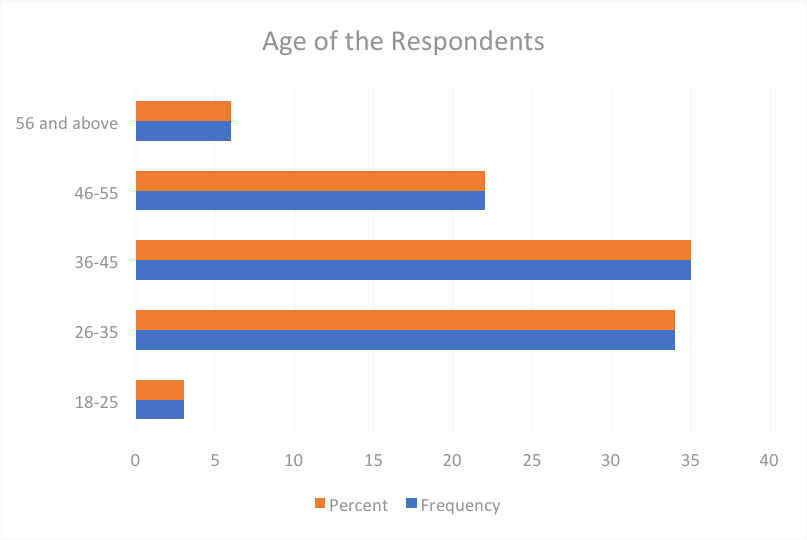 Age of the Respondents
56 and above
46-55
36-45
26-35
18-25
0 5 10 15 20 25 30 35 40
Percent Frequency